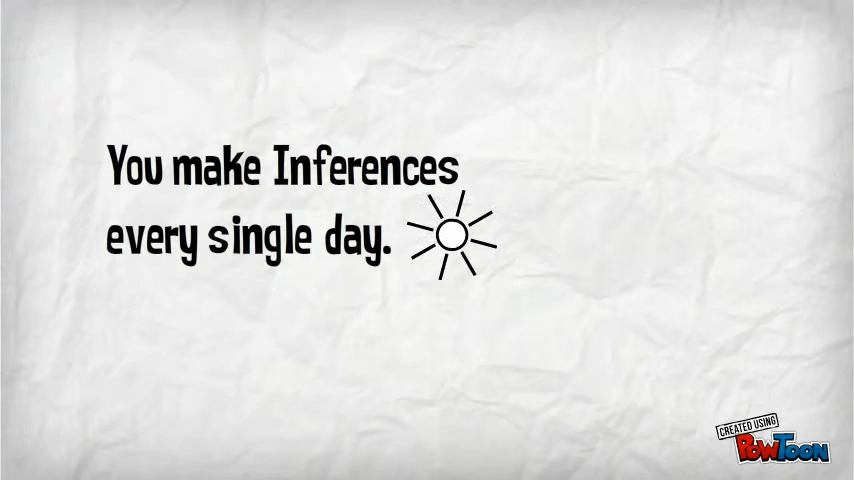 You make Inferences
every single day.
CREATED USING
POWTOON